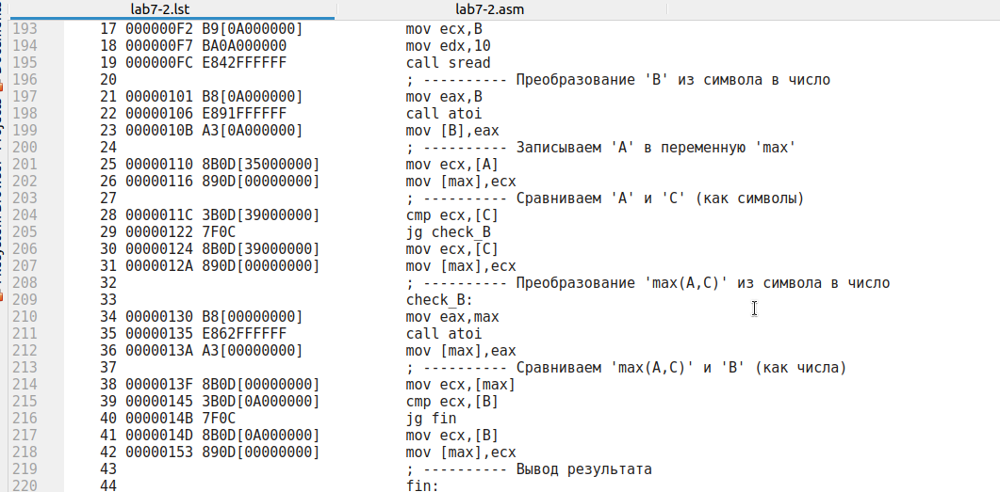 lab7-2.lst lab7-2.asm
193 17 000000F2 B9[0A000000] mov ecx,B
194 18 000000F7 BA0A000000 mov edx,10
195 19 000000FC E842FFFFFF call sread
196 20 ; ---------- Преобразование 'B' из символа в число
197 21 00000101 B8[0A000000] mov eax,B
198 22 00000106 E891FFFFFF call atoi
199 23 0000010B A3[0A000000] mov [B],eax
200 24 ; ---------- Записываем 'A' в переменную 'max'
201 25 00000110 8B0D[35000000] mov ecx,[A]
202 26 00000116 890D[00000000] mov [max],ecx
203 27 ; ---------- Сравниваем 'A' и 'С' (как символы)
204 28 0000011C 3B0D[39000000] cmp ecx,[C]
205 29 00000122 7F0C jg check_B
206 30 00000124 8B0D[39000000] mov ecx,[C]
207 31 0000012A 890D[00000000] mov [max],ecx
208 32 ; ---------- Преобразование 'max(A,C)' из символа в число
209 33 check_B:
210 34 00000130 B8[00000000] mov eax,max
211 35 00000135 E862FFFFFF call atoi
212 36 0000013A A3[00000000] mov [max],eax
213 37 ; ---------- Сравниваем 'max(A,C)' и 'B' (как числа)
214 38 0000013F 8B0D[00000000] mov ecx,[max]
215 39 00000145 3B0D[0A000000] cmp ecx,[B]
216 40 0000014B 7F0C jg fin
217 41 0000014D 8B0D[0A000000] mov ecx,[B]
218 42 00000153 890D[00000000] mov [max],ecx
219 43 ; ---------- Вывод результата
220 44 fin: